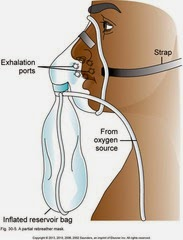 Exhalation
ports
Strap
From
oxygen
source
Inflated reservoir bag
Fig. 30-5. A partial rebreather mask.